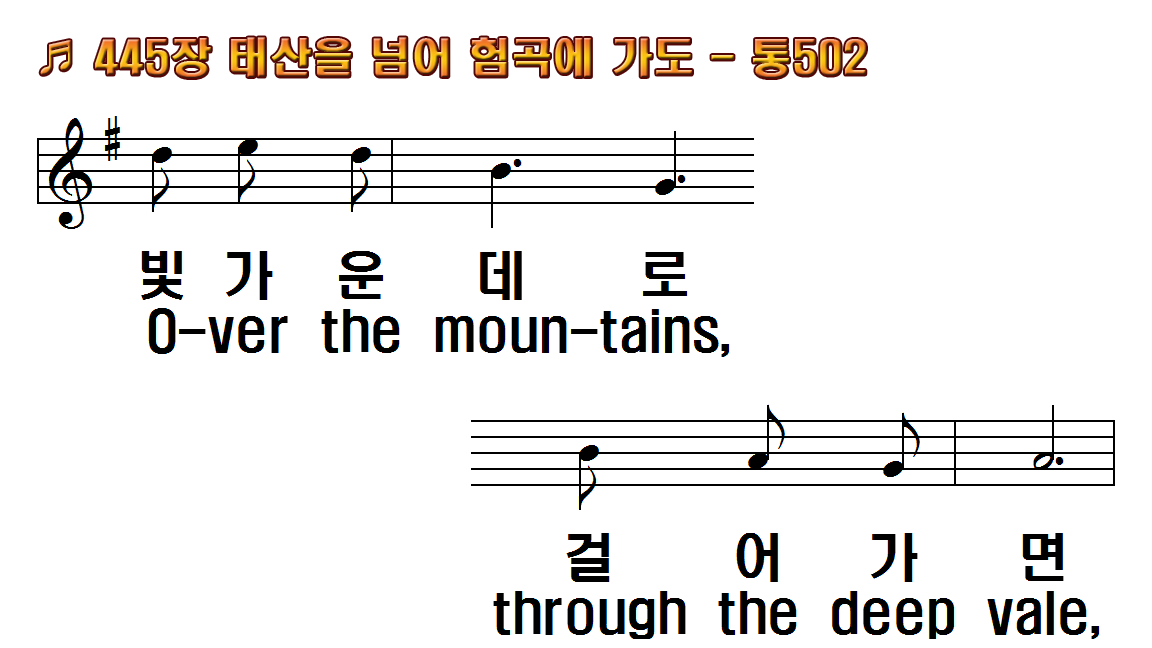 ♬ 445장 태산을 넘어 험곡에 가도 - 통502
빛 가 운 데 로
O-ver the moun-tains,
걸 어 가 면
through the deep vale,